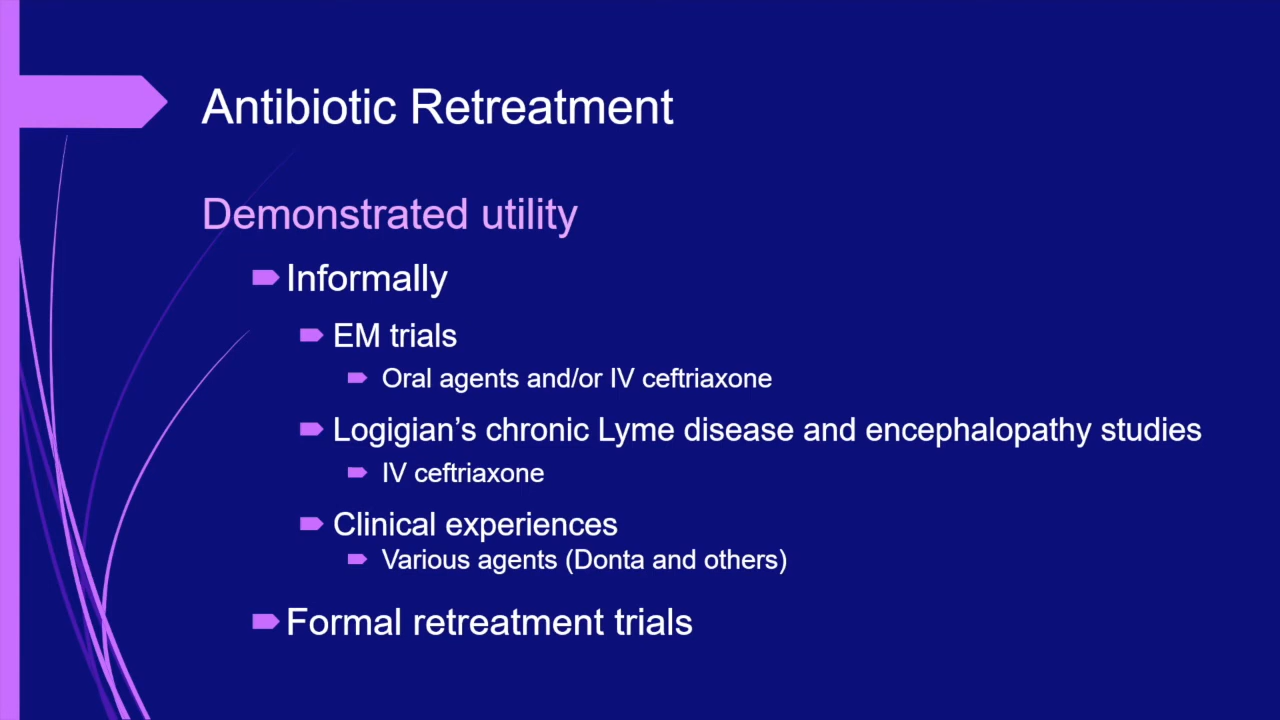 Antibiotic Retreatment
Demonstrated utility
Informally
EM trials
Oral agents and/or IV ceftriaxone
Logigian’s chronic Lyme disease and encephalopathy studies
IV ceftriaxone
Clinical experiences
Various agents (Donta and others)
Formal retreatment trials